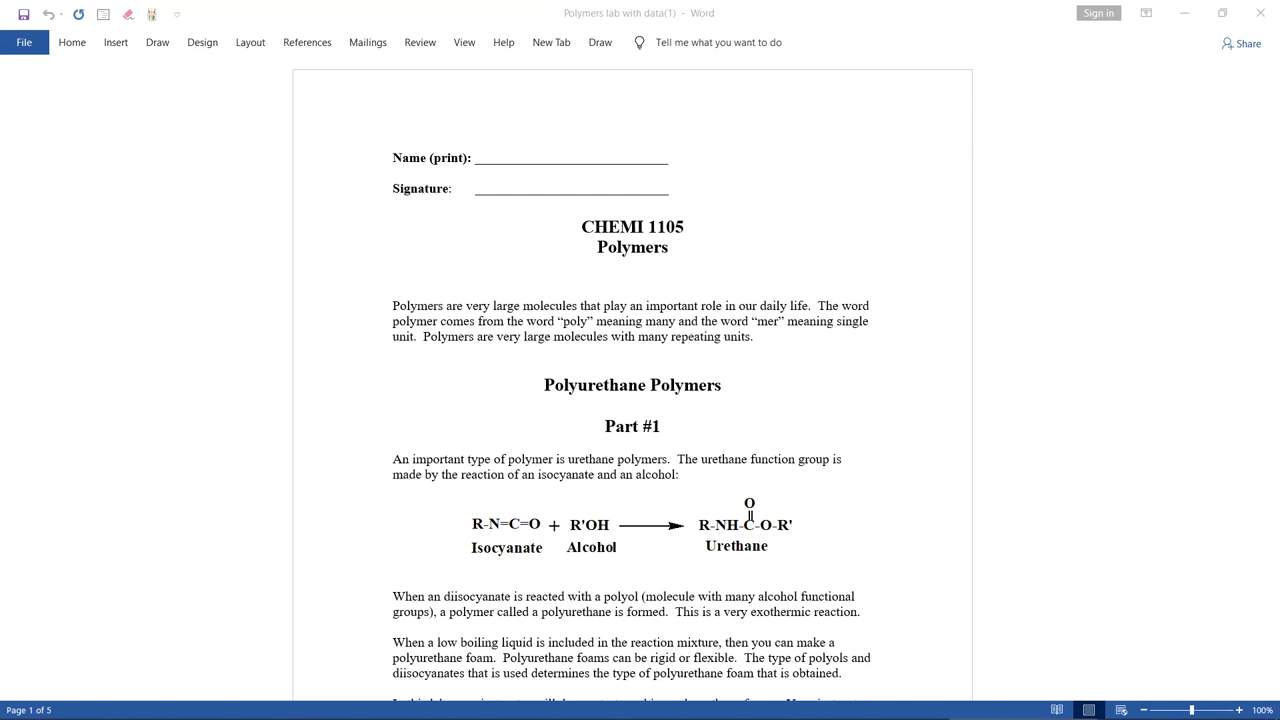 Polymers lab with data(1) - Word
Sign in
File Home Insert Draw Design Layout References Mailings Review View Help New Tab Draw Tell me what you want to do Share
Name (print): ____________________________
Signature: ____________________________
CHEMI 1105
Polymers
Polymers are very large molecules that play an important role in our daily life. The word
polymer comes from the word “poly” meaning many and the word “mer” meaning single
unit. Polymers are very large molecules with many repeating units.
Polyurethane Polymers
Part #1
An important type of polymer is urethane polymers. The urethane function group is
made by the reaction of an isocyanate and an alcohol:
O
R-N=C=O + R'OH R-NH-C-O-R'
Isocyanate Alcohol Urethane
When an diisocyanate is reacted with a polyol (molecule with many alcohol functional
groups), a polymer called a polyurethane is formed. This is a very exothermic reaction.
When a low boiling liquid is included in the reaction mixture, then you can make a
polyurethane foam. Polyurethane foams can be rigid or flexible. The type of polyols and
diisocyanates that is used determines the type of polyurethane foam that is obtained.
Page 1 of 5
100%